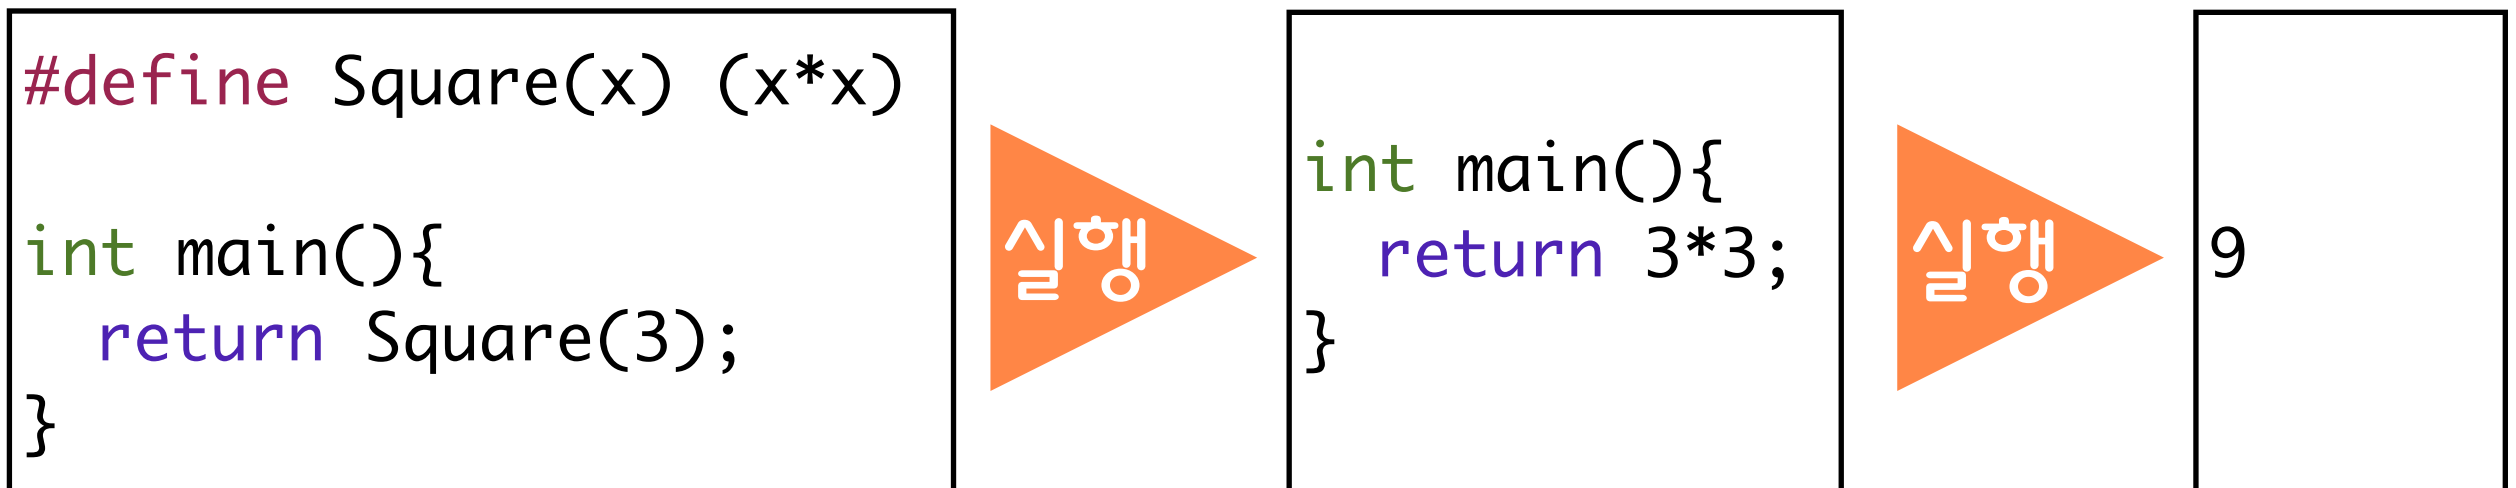 #define Square(x) (x*x)
int main(){
return Square(3);
}
실행
int main(){
return 3*3;
}
실행
9